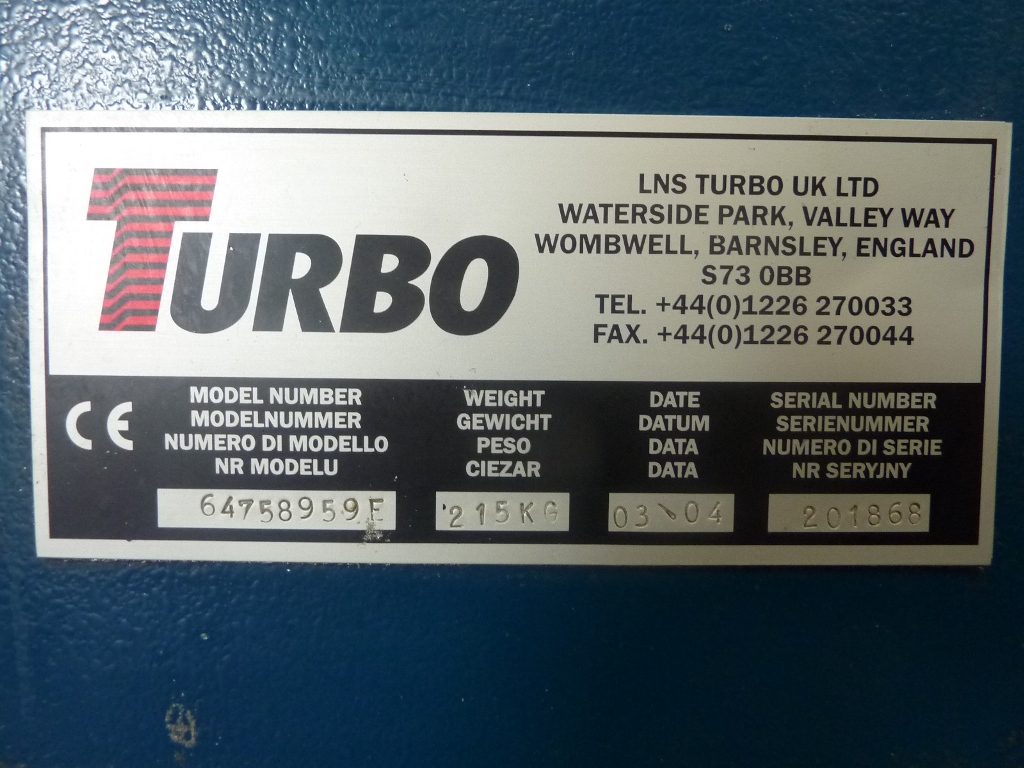 TURBO
LNS TURBO UK LTD
WATERSIDE PARK, VALLEY WAY
WOMBWELL, BARNSLEY, ENGLAND
S73 0BB
TEL. +44(0)1226 270033
FAX. +44(0)1226 270044
CE
MODEL NUMBER
MODELNUMMER
NUMERO DI MODELLO
NR MODELU
64758959E
WEIGHT
GEWICHT
PESO
CIEZAR
215KG
DATE
DATUM
DATA
DATA
03\04
SERIAL NUMBER
SERIENUMMER
NUMERO DI SERIE
NR SERYJNY
201868